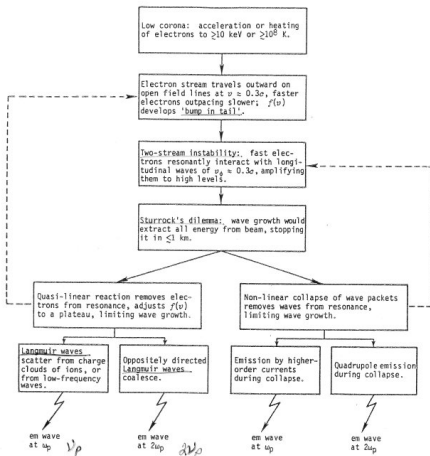 Low corona: acceleration or heating
of electrons to ≥10 keV or ≥10⁸ K.
Electron stream travels outward on
open field lines at v ≃ 0.3c, faster
electrons outpacing slower; f(v)
develops 'bump in tail'.
Two-stream instability: fast elec-
trons resonantly interact with longi-
tudinal waves of vᵩ ≃ 0.3c, amplifying
them to high levels.
Sturrock's dilemma: wave growth would
extract all energy from beam, stopping
it in ≤1 km.
Quasi-linear reaction removes elec-
trons from resonance, adjusts f(v)
to a plateau, limiting wave growth.
Non-linear collapse of wave packets
removes waves from resonance,
limiting wave growth.
Langmuir waves
scatter from charge
clouds of ions, or
from low-frequency
waves.
Oppositely directed
Langmuir waves
coalesce.
Emission by higher-
order currents
during collapse.
Quadrupole emission
during collapse.
em wave
at ωp νp
em wave
at 2ωp 2νp
em wave
at ωp
em wave
at 2ωp